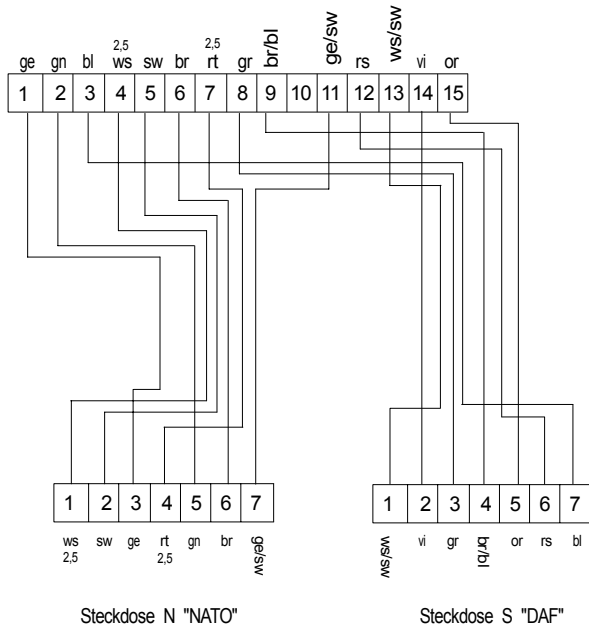 ge gn bl 2,5 ws sw br 2,5 rt gr br/bl ge/sw rs ws/sw vi or
1 2 3 4 5 6 7 8 9 10 11 12 13 14 15
1 2 3 4 5 6 7
ws 2,5 sw ge rt 2,5 gn br ge/sw
Steckdose N "NATO"
1 2 3 4 5 6 7
ws/sw vi gr br/bl or rs bl
Steckdose S "DAF"